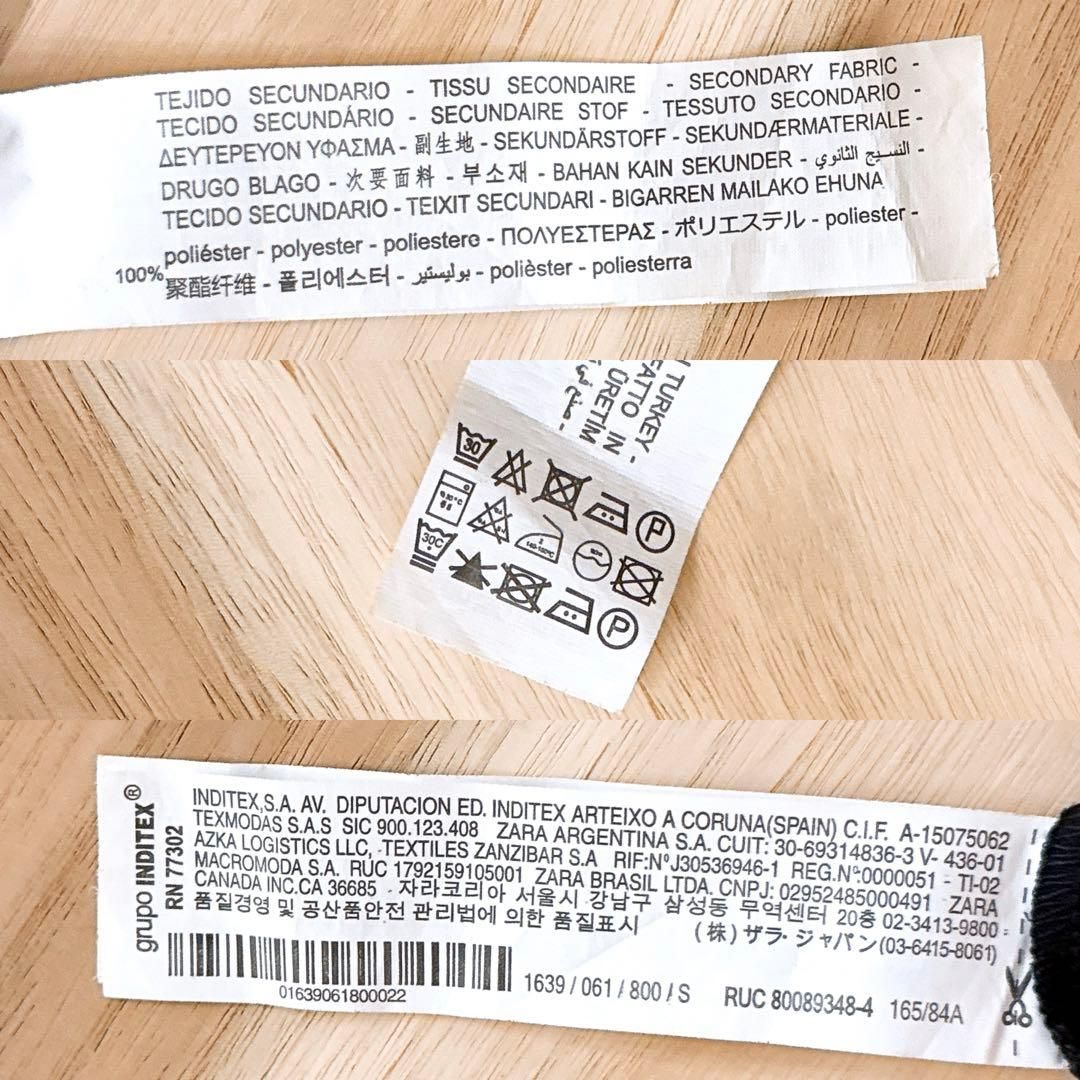 TEJIDO SECUNDARIO - TISSU SECONDAIRE - SECONDARY FABRIC -
TECIDO SECUNDÁRIO - SECUNDAIRE STOF - TESSUTO SECONDARIO -
ΔΕΥΤΕΡΕΥΟΝ ΥΦΑΣΜΑ - 副生地 - SEKUNDÄRSTOFF - SEKUNDÆRMATERIALE -
DRUGO BLAGO - 次要面料 - 부소재 - BAHAN KAIN SEKUNDER - النسيج الثانوي -
TECIDO SECUNDARIO - TEIXIT SECUNDARI - BIGARREN MAILAKO EHUNA
poliéster - polyester - poliestere - ΠΟΛΥΕΣΤΕΡΑΣ - ポリエステル - poliester -
100% 聚酯纤维 - 폴리에스터 - بوليستير - polièster - poliesterra
TURKEY -
FATTO IN
ÜRETİM
صنع في
30
P
30C
P
grupo INDITEX®
RN 77302
INDITEX,S.A. AV. DIPUTACION ED. INDITEX ARTEIXO A CORUNA(SPAIN) C.I.F. A-15075062
TEXMODAS S.A.S SIC 900.123.408 ZARA ARGENTINA S.A. CUIT: 30-69314836-3 V- 436-01
AZKA LOGISTICS LLC, TEXTILES ZANZIBAR S.A RIF:Nº J30536946-1 REG.Nº:0000051 - TI-02
MACROMODA S.A. RUC 1792159105001 ZARA BRASIL LTDA. CNPJ: 02952485000491 ZARA
CANADA INC.CA 36685 자라코리아 서울시 강남구 삼성동 무역센터 20층 02-3413-9800
품질경영 및 공산품안전 관리법에 의한 품질표시 (株)ザラ・ジャパン(03-6415-8061)
01639061800022
1639 / 061 / 800 / S RUC 80089348-4 165/84A